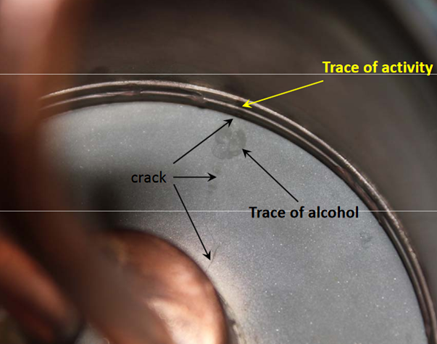 Trace of activity
crack
Trace of alcohol